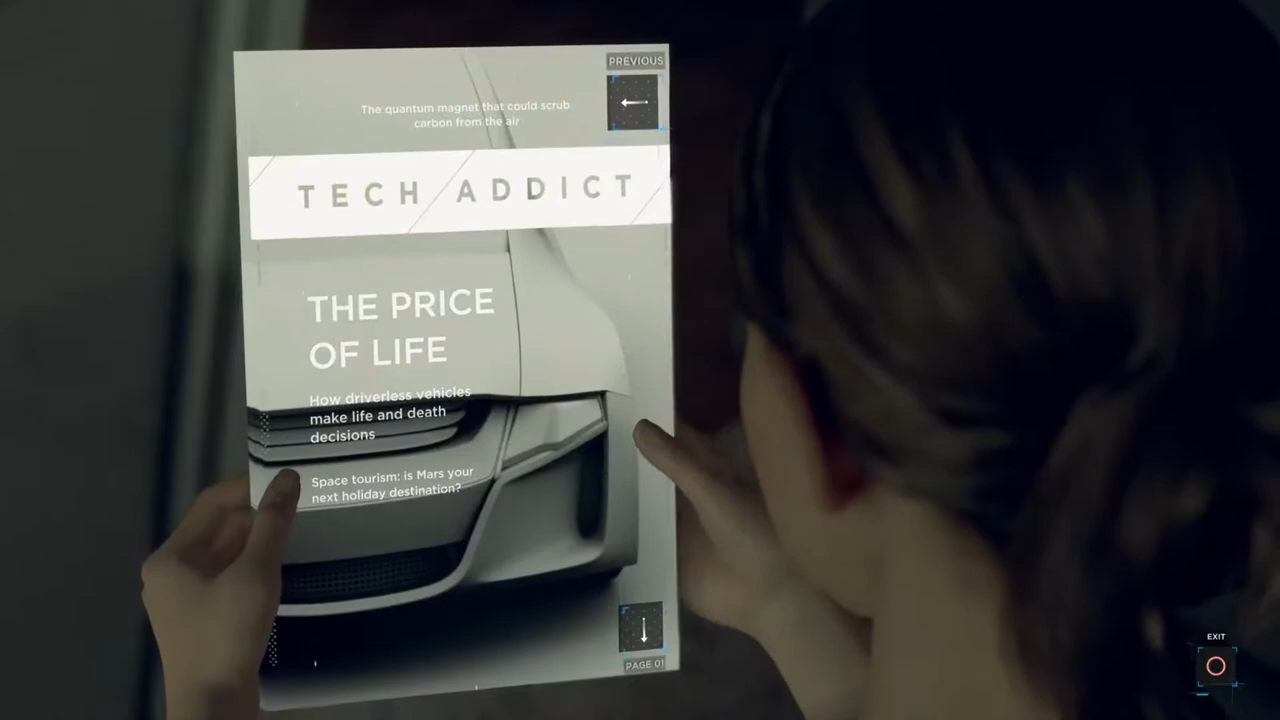 PREVIOUS
The quantum magnet that could scrub
carbon from the air
TECH ADDICT
THE PRICE
OF LIFE
How driverless vehicles
make life and death
decisions
Space tourism: is Mars your
next holiday destination?
PAGE 01
EXIT